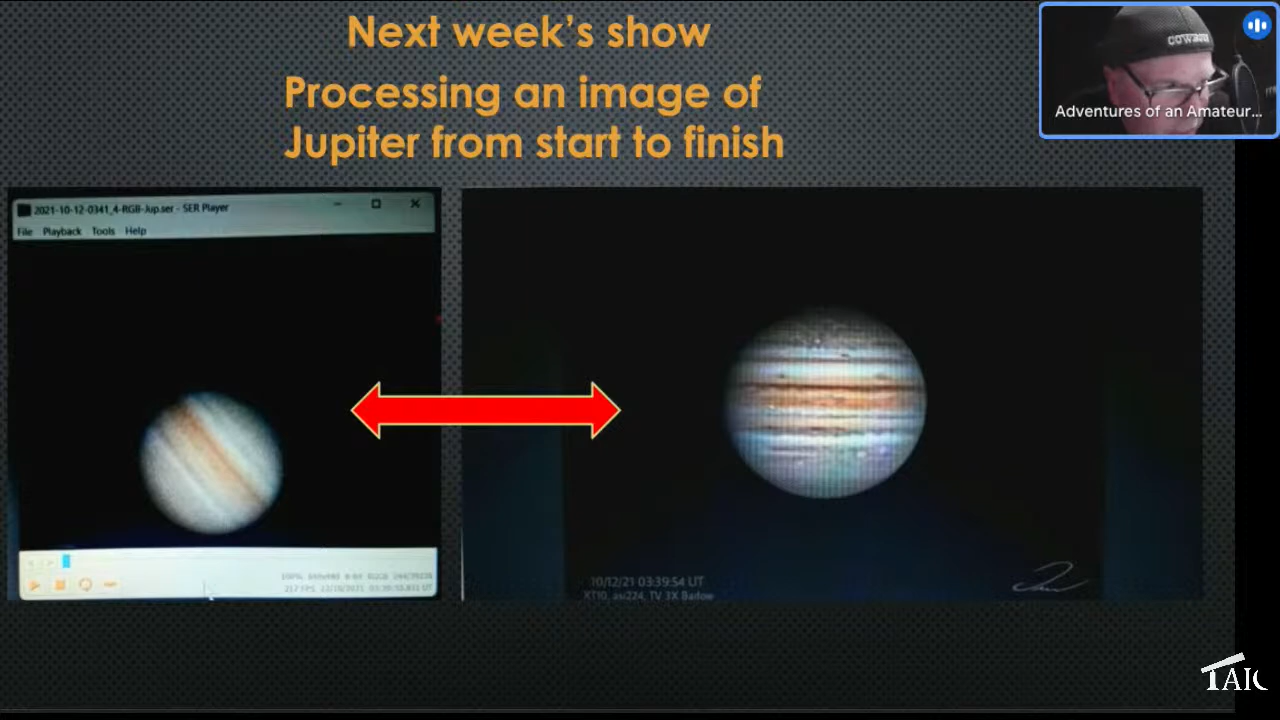 Next week's show
Processing an image of
Jupiter from start to finish
COWBOYS
Adventures of an Amateur...
2021-10-12-0341_4-RGB-Jup.ser - SER Player
File Playback Tools Help
10/12/21 03:39:54 UT
XT10, asi224, TV 3X Barlow
TAIC